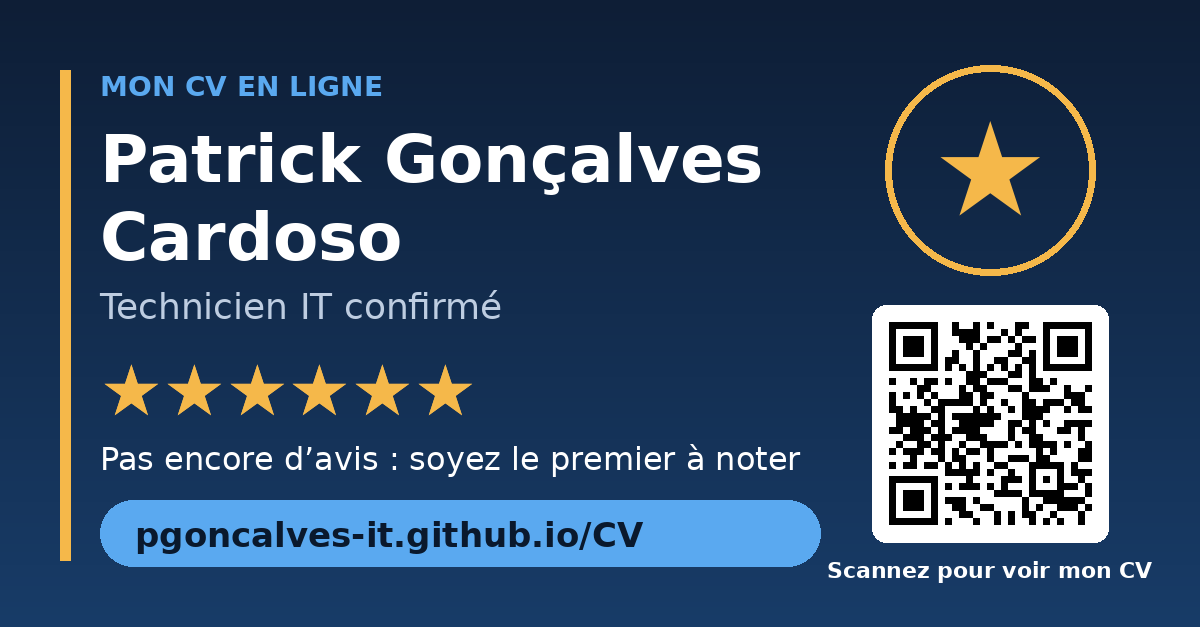 MON CV EN LIGNE
Patrick Gonçalves
Cardoso
Technicien IT confirmé
Pas encore d’avis : soyez le premier à noter
pgoncalves-it.github.io/CV
Scannez pour voir mon CV